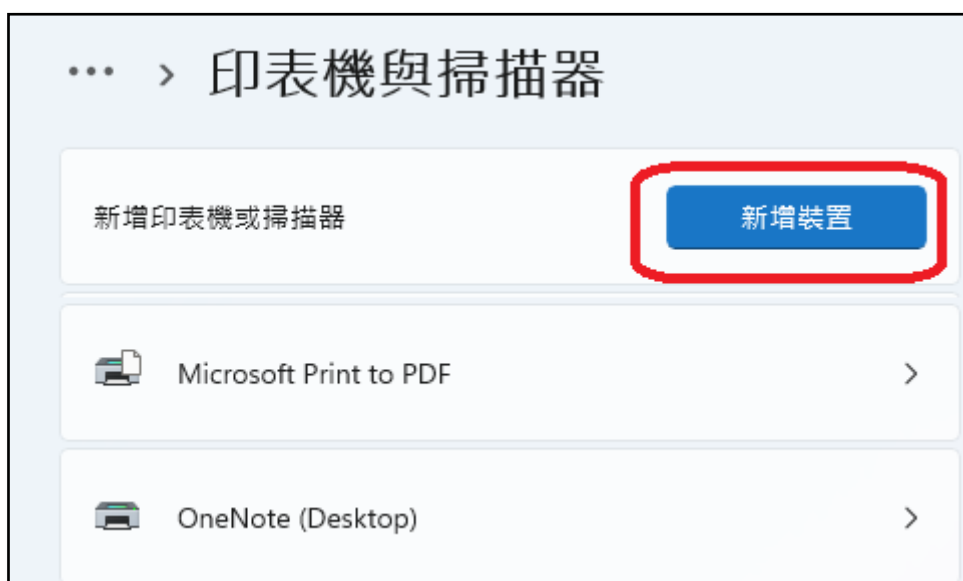 ··· > 印表機與掃描器
新增印表機或掃描器 新增裝置
Microsoft Print to PDF
OneNote (Desktop)